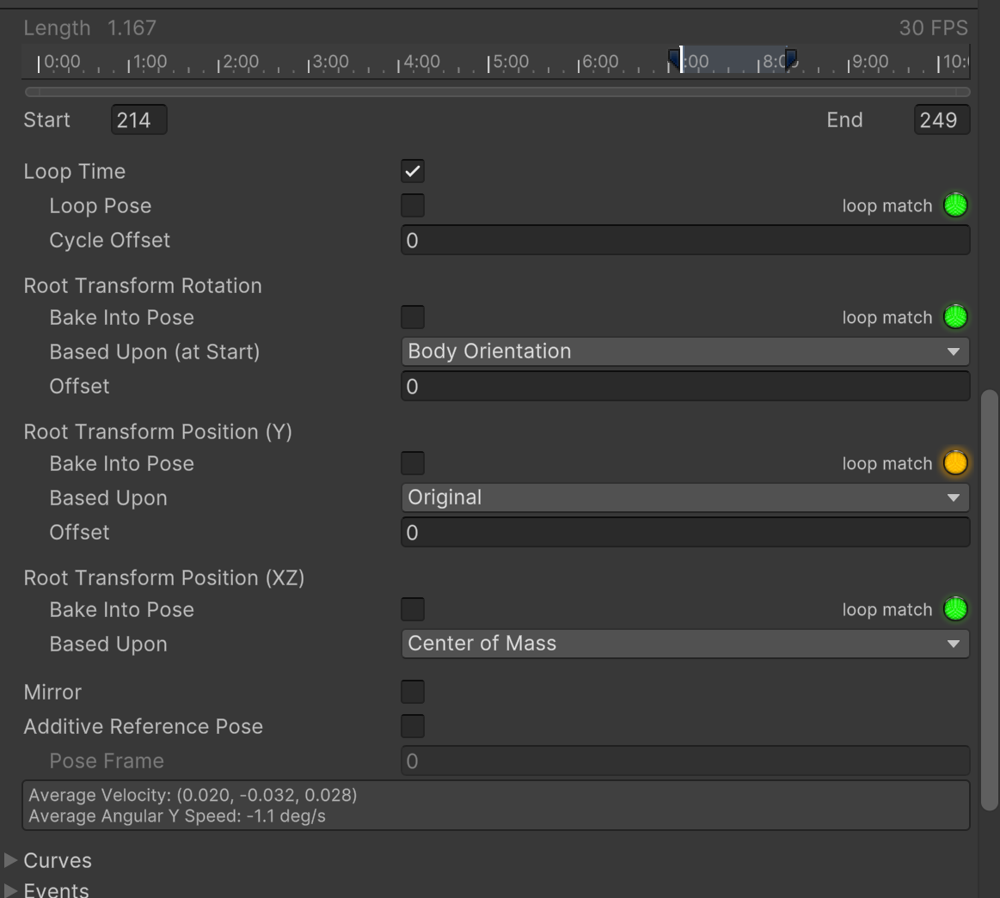 Length 1.167 30 FPS
0:00 1:00 2:00 3:00 4:00 5:00 6:00 :00 8:0 9:00 10:
Start 214 End 249
Loop Time
Loop Pose loop match
Cycle Offset 0
Root Transform Rotation
Bake Into Pose loop match
Based Upon (at Start) Body Orientation
Offset 0
Root Transform Position (Y)
Bake Into Pose loop match
Based Upon Original
Offset 0
Root Transform Position (XZ)
Bake Into Pose loop match
Based Upon Center of Mass
Mirror
Additive Reference Pose
Pose Frame 0
Average Velocity: (0.020, -0.032, 0.028)
Average Angular Y Speed: -1.1 deg/s
Curves
Events